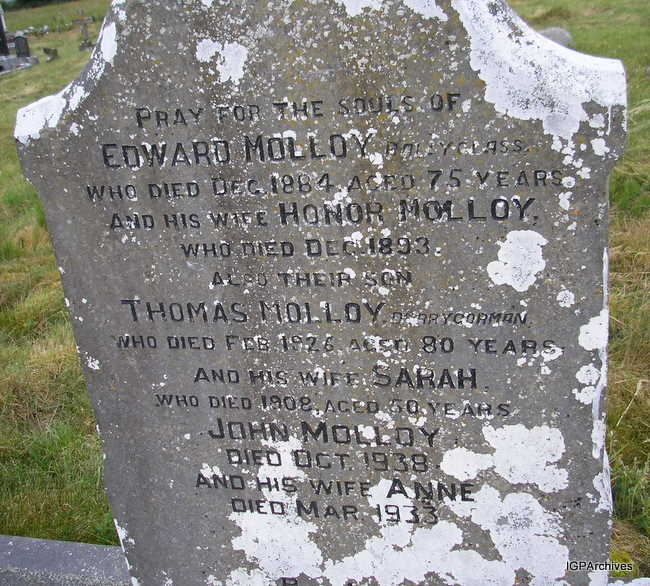 PRAY FOR THE SOULS OF
EDWARD MOLLOY
WHO DIED DEC. 1884, AGED 75 YEARS
AND HIS WIFE HONOR MOLLOY,
WHO DIED DEC. 1893.
ALSO THEIR SON
THOMAS MOLLOY, DERRYGORMAN,
WHO DIED FEB. 1926, AGED 80 YEARS.
AND HIS WIFE SARAH,
WHO DIED 1908, AGED 50 YEARS
JOHN MOLLOY,
DIED OCT. 1938.
AND HIS WIFE ANNE
DIED MAR. 1933
IGPArchives